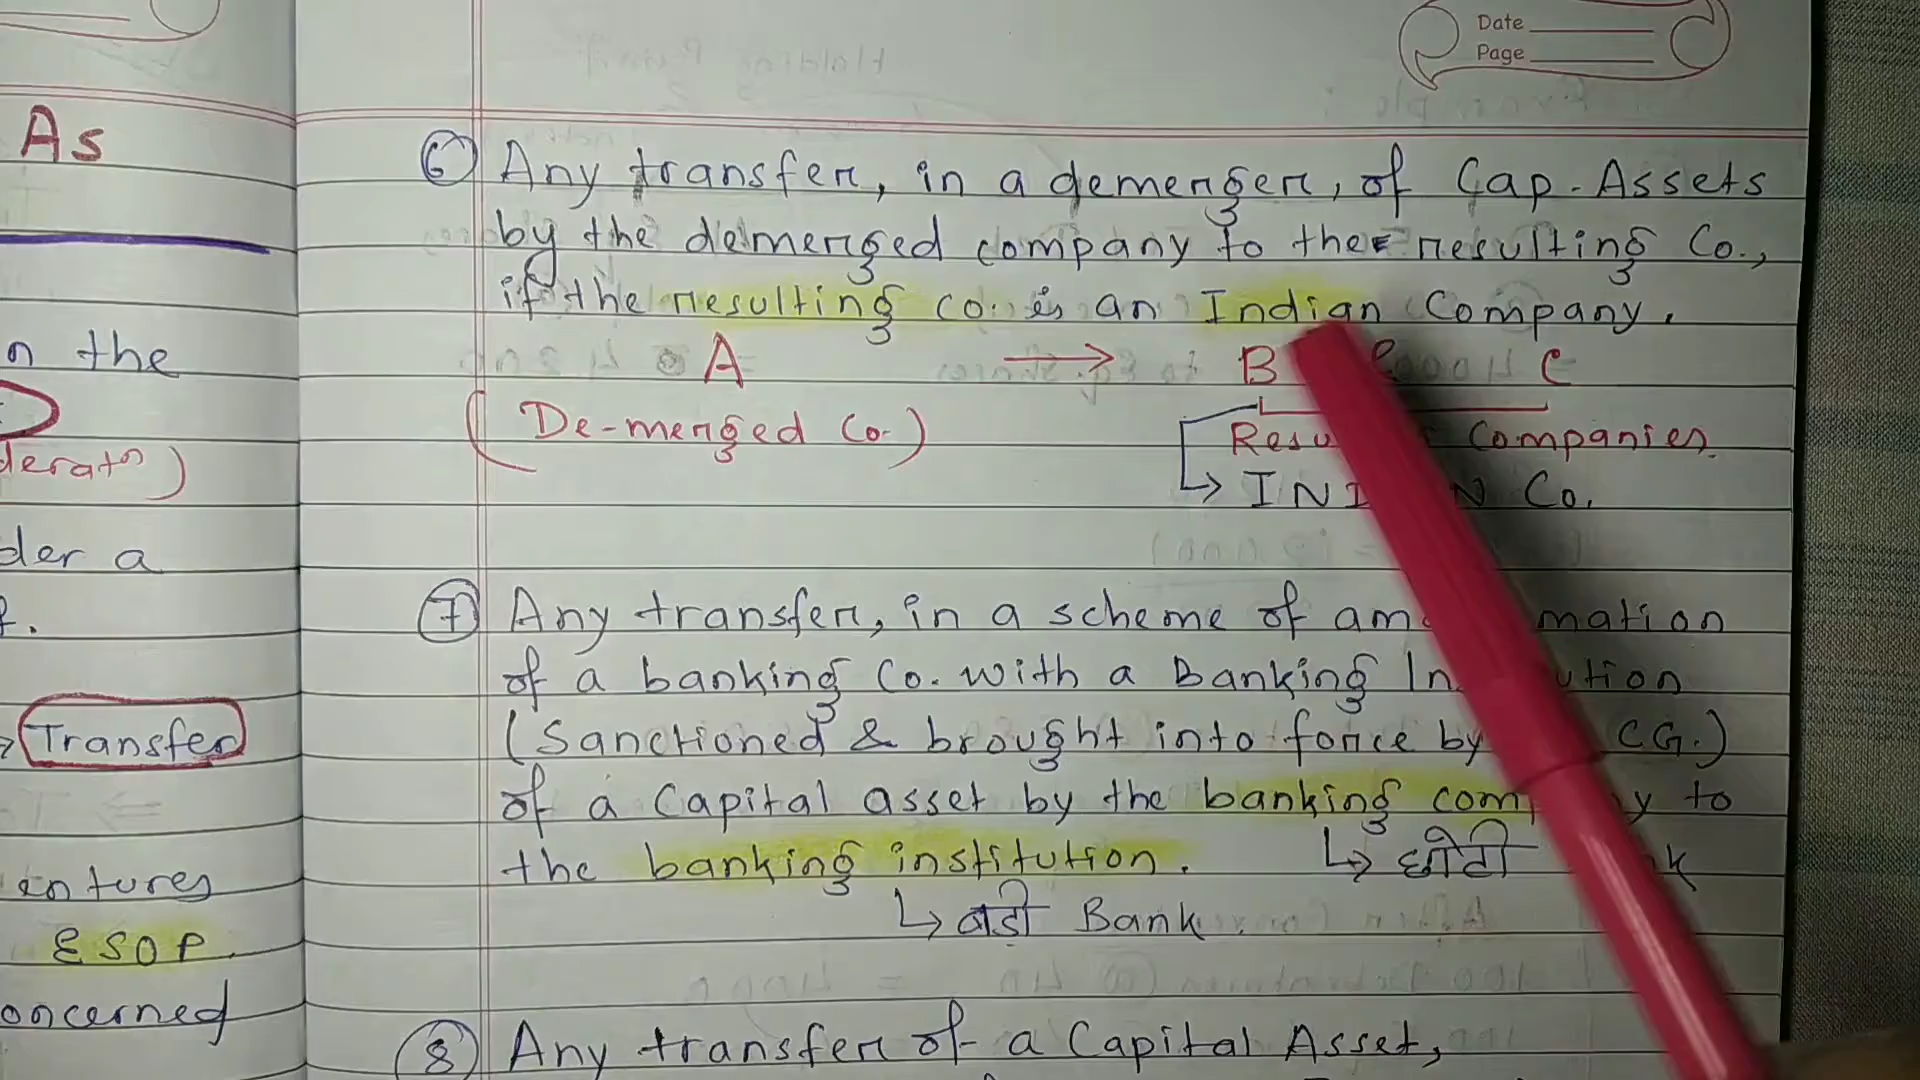 Date
Page
As
n the
derator)
der a
f.
Transfer
entures
ESOP.
oncerned
⑥ Any transfer, in a demerger, of Cap. Assets
by the demerged company to the resulting Co.,
if the resulting co. is an Indian Company.
A → B C
(De-merged Co.) Resu Companies.
↳ IND N Co.
⑦ Any transfer, in a scheme of am mation
of a banking Co. with a Banking In ution
(Sanctioned & brought into force by CG.)
of a Capital asset by the banking com y to
the banking institution. ↳ छोटी k
↳ बडी Bank.
⑧ Any transfer of a Capital Asset,